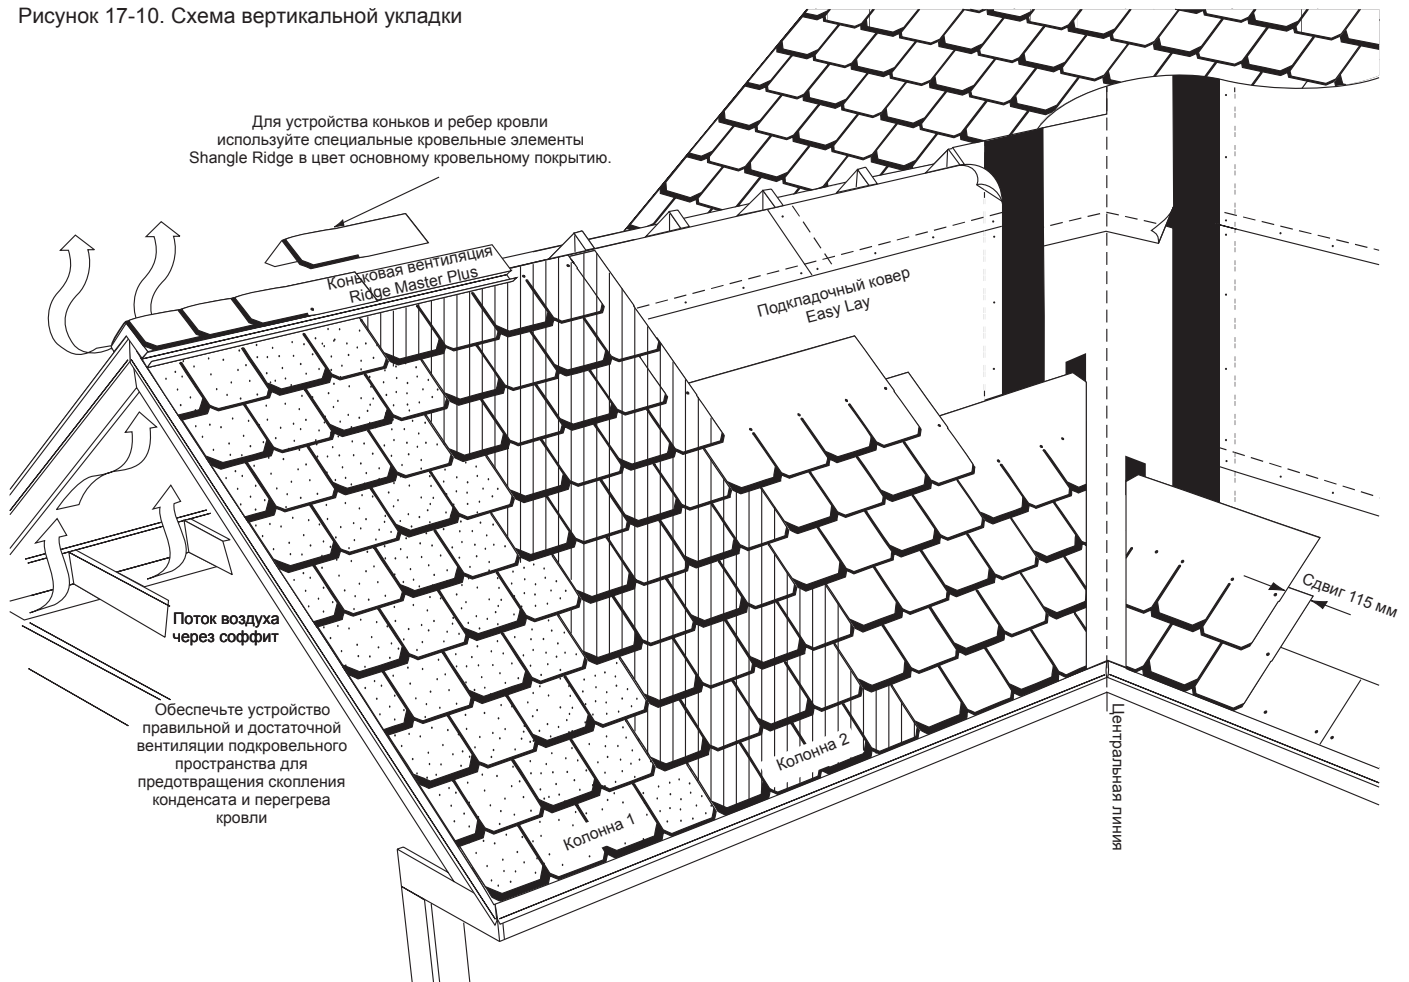 Рисунок 17-10. Схема вертикальной укладки
Для устройства коньков и ребер кровли
используйте специальные кровельные элементы
Shangle Ridge в цвет основному кровельному покрытию.
Коньковая вентиляция
Ridge Master Plus
Подкладочный ковер
Easy Lay
Сдвиг 115 мм
Поток воздуха
через соффит
Обеспечьте устройство
правильной и достаточной
вентиляции подкровельного
пространства для
предотвращения скопления
конденсата и перегрева
кровли
Колонна 1
Колонна 2
Центральная линия